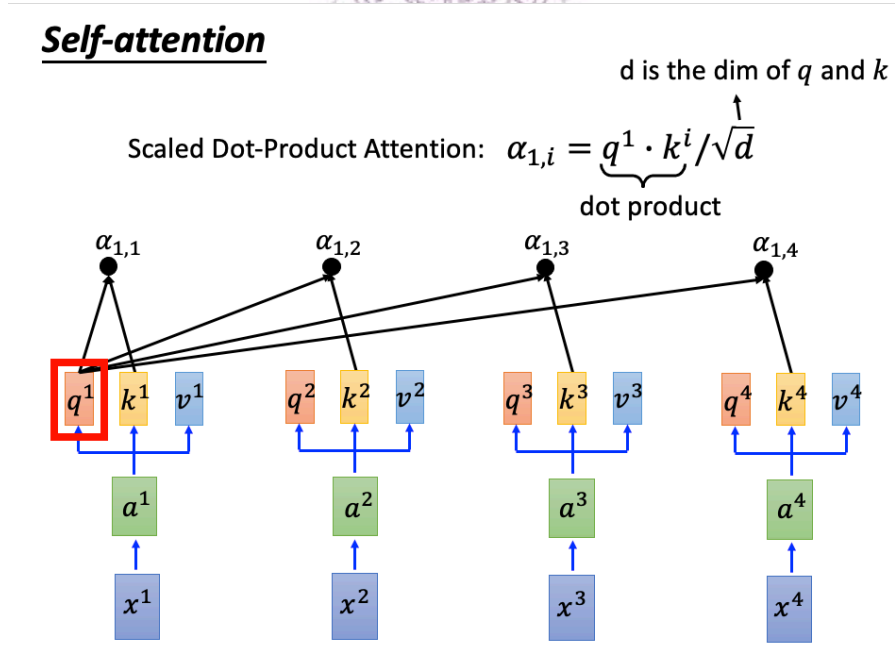 Self-attention
d is the dim of q and k
Scaled Dot-Product Attention: α₁,ᵢ = q¹ · kⁱ/√d
dot product
α₁,₁ α₁,₂ α₁,₃ α₁,₄
q¹ k¹ v¹ q² k² v² q³ k³ v³ q⁴ k⁴ v⁴
a¹ a² a³ a⁴
x¹ x² x³ x⁴